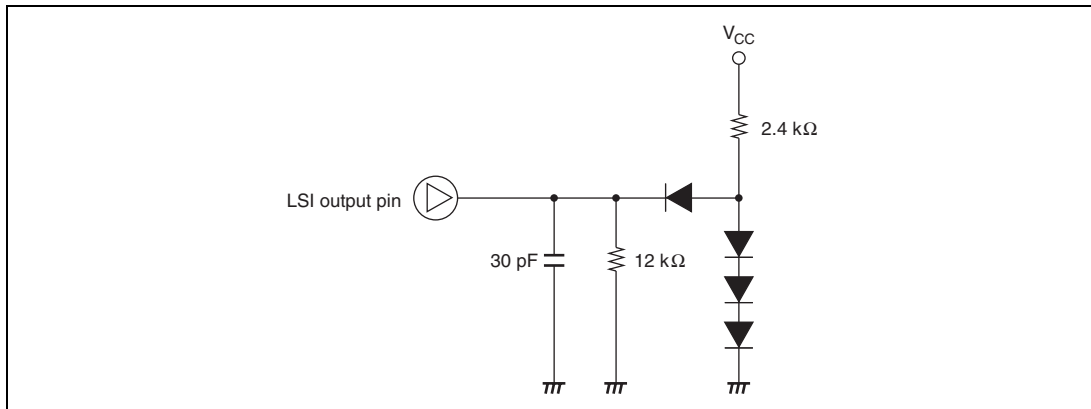 VCC
2.4 kΩ
LSI output pin
30 pF
12 kΩ